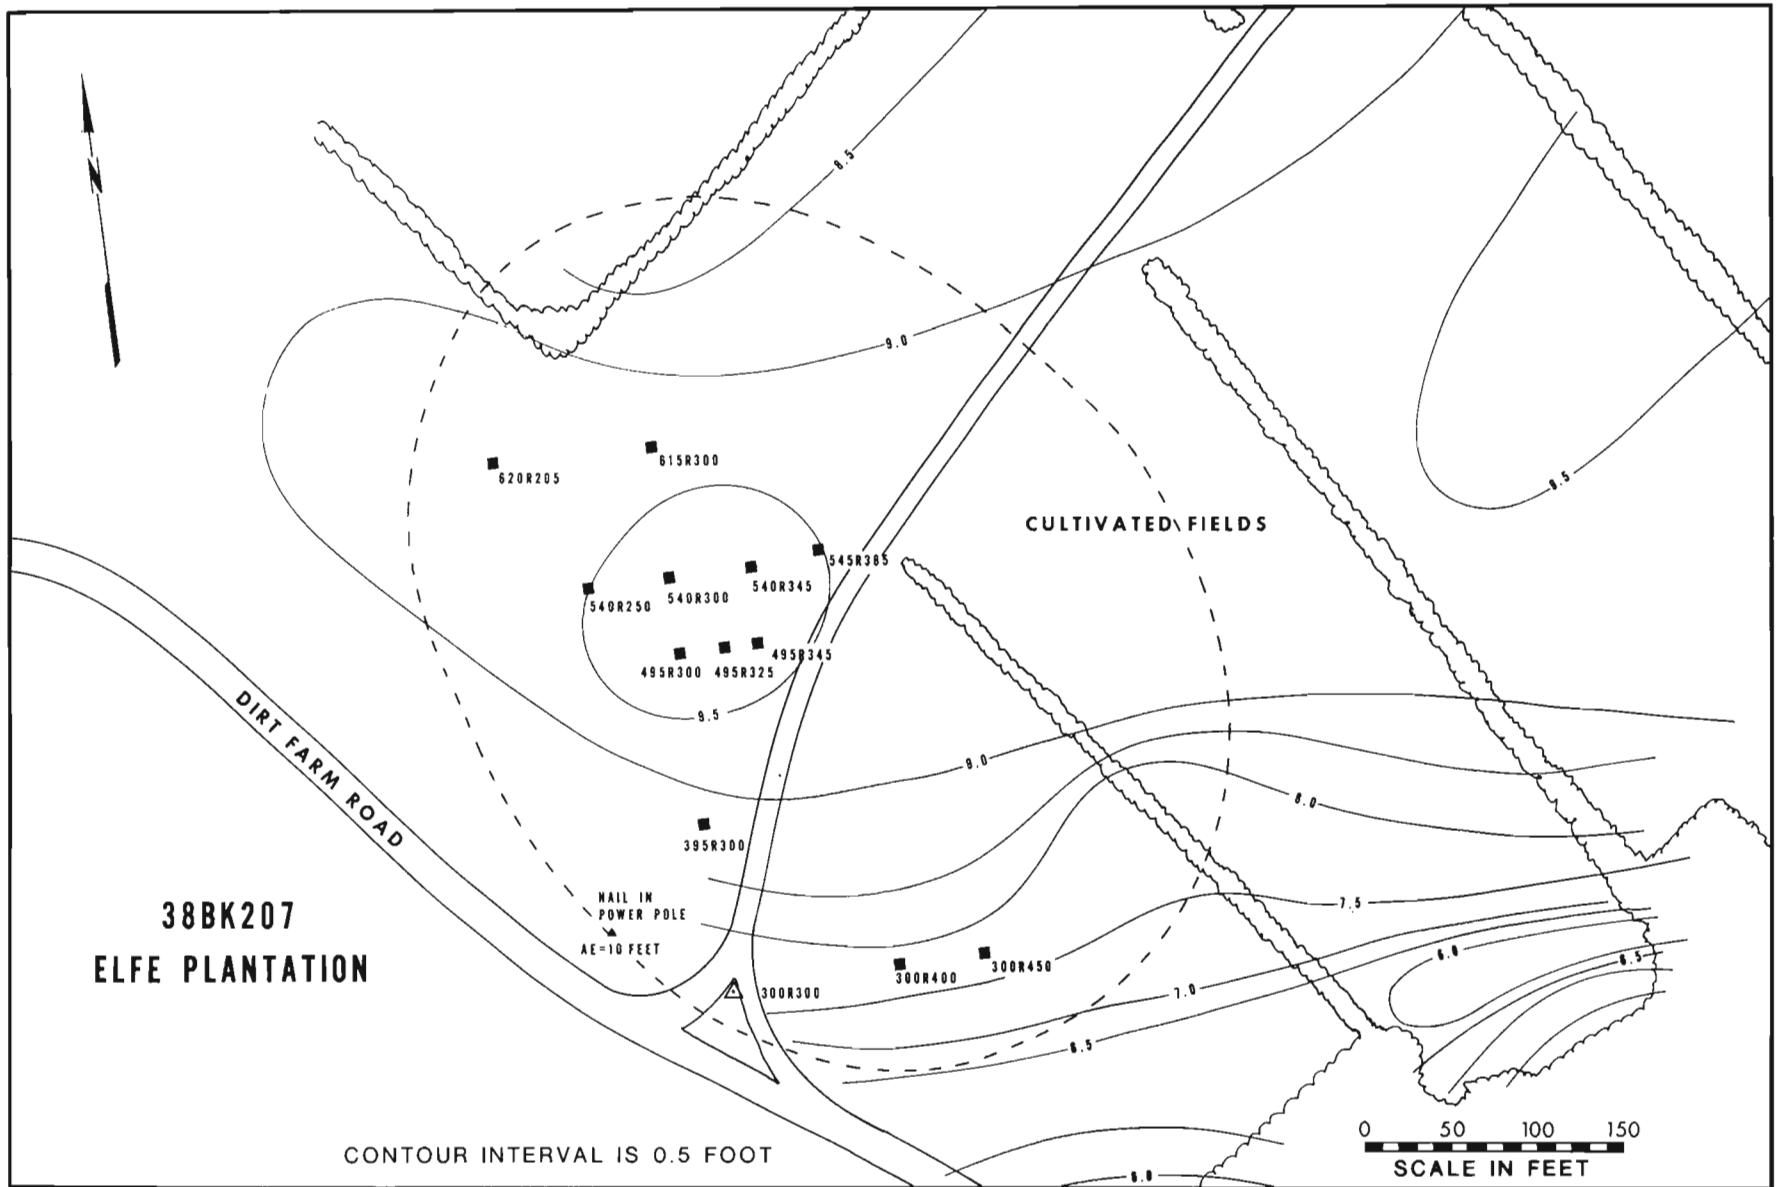 N
8.5
9.0
8.5
620R205
615R300
CULTIVATED FIELDS
545R385
540R250
540R300
540R345
495R300
495R325
495R345
9.5
DIRT FARM ROAD
9.0
8.0
395R300
NAIL IN
POWER POLE
AE=10 FEET
7.5
38BK207
ELFE PLANTATION
300R400
300R450
300R300
6.0
6.5
7.0
6.5
CONTOUR INTERVAL IS 0.5 FOOT
0 50 100 150
SCALE IN FEET
6.0